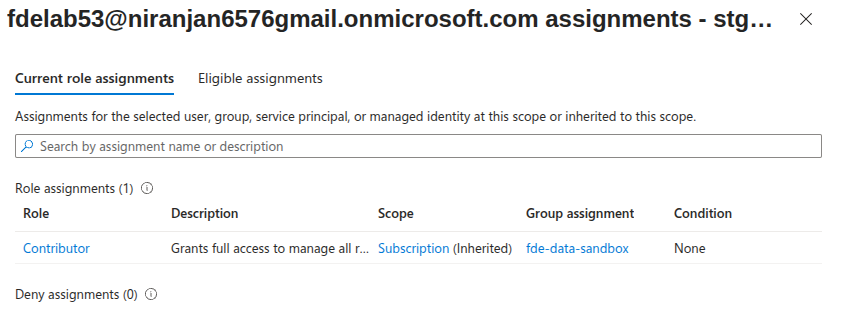 fdelab53@niranjan6576gmail.onmicrosoft.com assignments - stg...
Current role assignments Eligible assignments
Assignments for the selected user, group, service principal, or managed identity at this scope or inherited to this scope.
Search by assignment name or description
Role assignments (1)
Role Description Scope Group assignment Condition
Contributor Grants full access to manage all r... Subscription (Inherited) fde-data-sandbox None
Deny assignments (0)